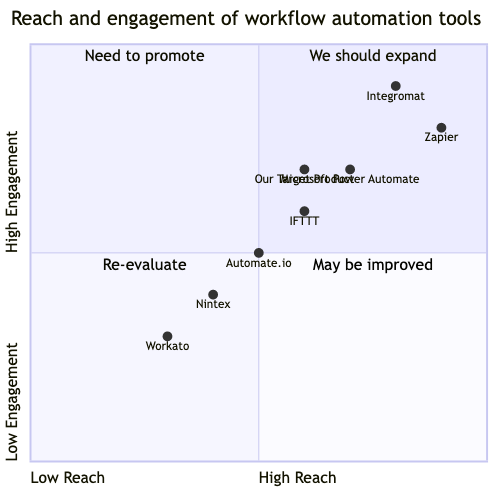 Reach and engagement of workflow automation tools
Need to promote
We should expand
Integromat
Zapier
Our Target Product
Microsoft Power Automate
IFTTT
Automate.io
Re-evaluate
May be improved
Nintex
Workato
High Engagement
Low Engagement
Low Reach
High Reach